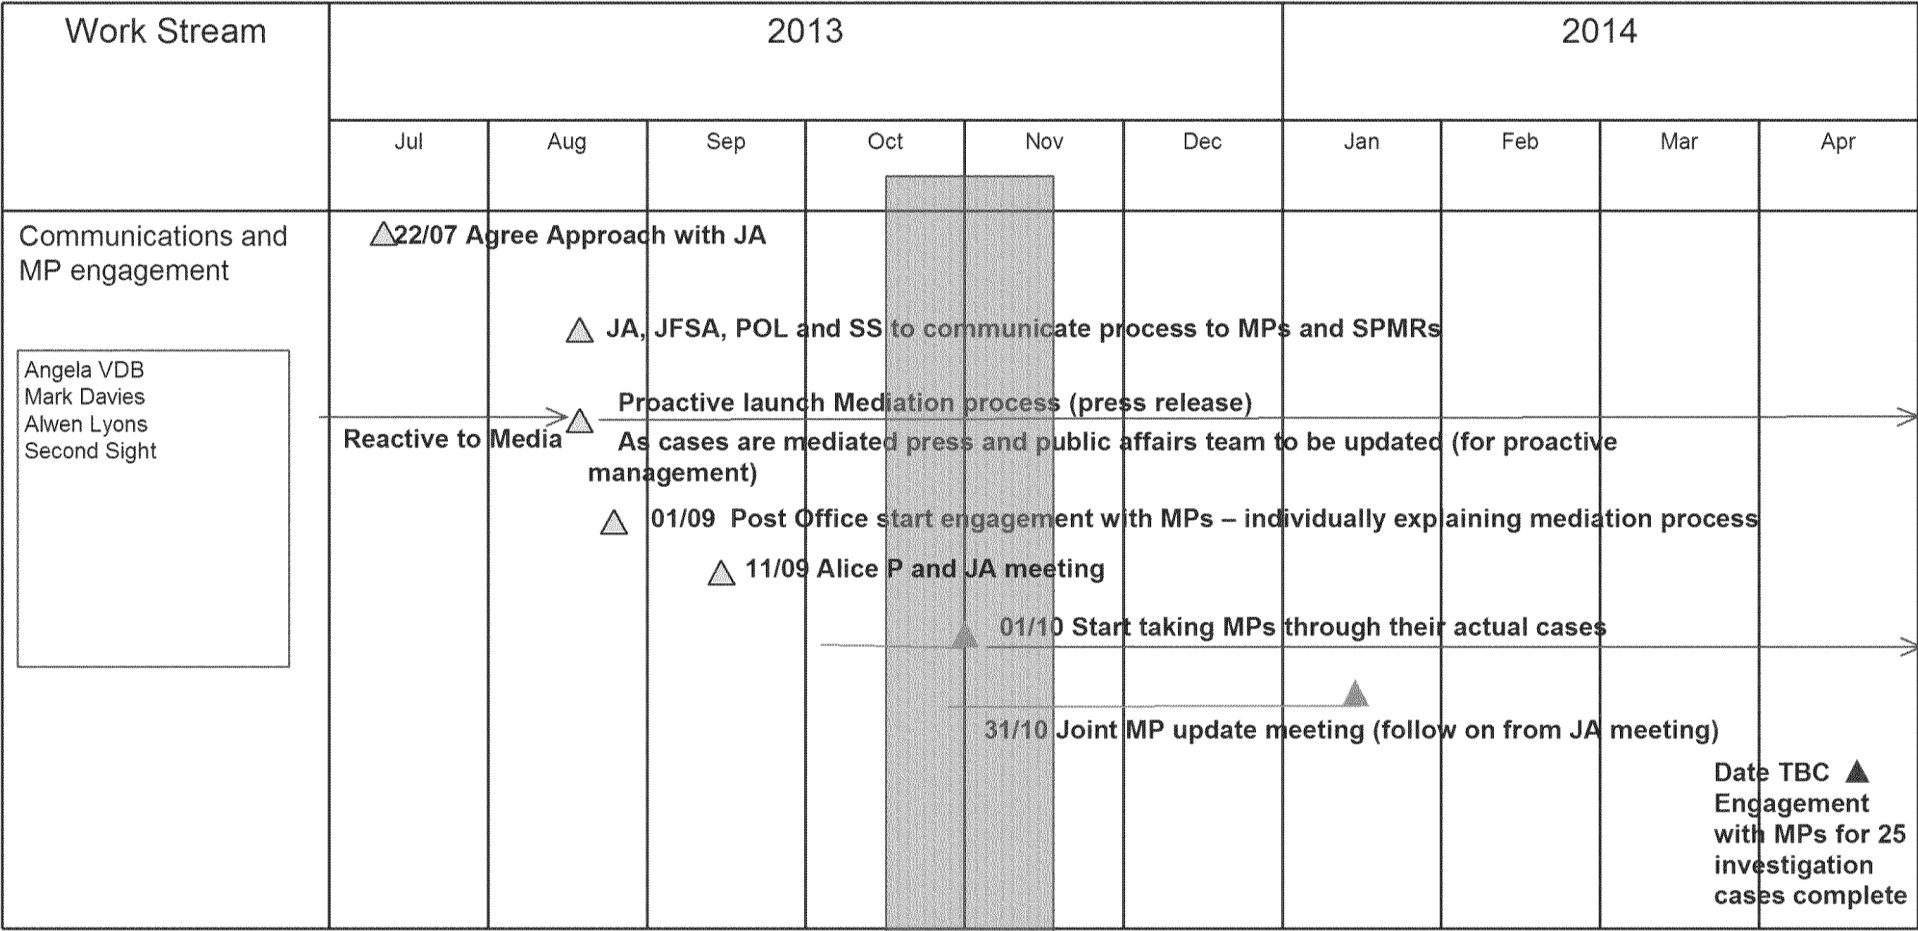 Work Stream
2013
2014
Jul
Aug
Sep
Oct
Nov
Dec
Jan
Feb
Mar
Apr
Communications and
MP engagement
Angela VDB
Mark Davies
Alwen Lyons
Second Sight
22/07 Agree Approach with JA
JA, JFSA, POL and SS to communicate process to MPs and SPMRs
Proactive launch Mediation process (press release)
Reactive to Media
As cases are mediated press and public affairs team to be updated (for proactive
management)
01/09 Post Office start engagement with MPs – individually explaining mediation process
11/09 Alice P and JA meeting
01/10 Start taking MPs through their actual cases
31/10 Joint MP update meeting (follow on from JA meeting)
Date TBC
Engagement
with MPs for 25
investigation
cases complete